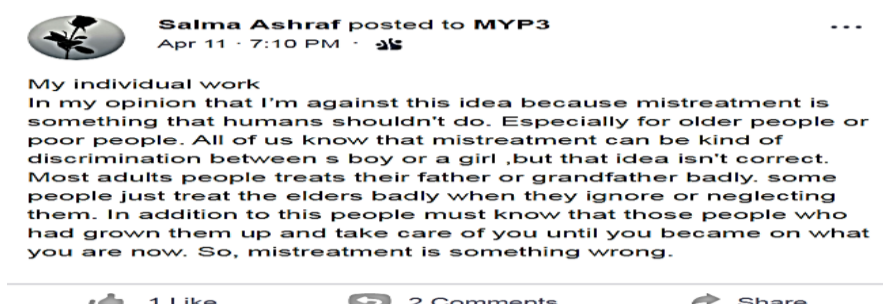 Salma Ashraf posted to MYP3
Apr 11 · 7:10 PM ·
My individual work
In my opinion that I'm against this idea because mistreatment is
something that humans shouldn't do. Especially for older people or
poor people. All of us know that mistreatment can be kind of
discrimination between s boy or a girl ,but that idea isn't correct.
Most adults people treats their father or grandfather badly. some
people just treat the elders badly when they ignore or neglecting
them. In addition to this people must know that those people who
had grown them up and take care of you until you became on what
you are now. So, mistreatment is something wrong.
1 Like 2 Comments Share